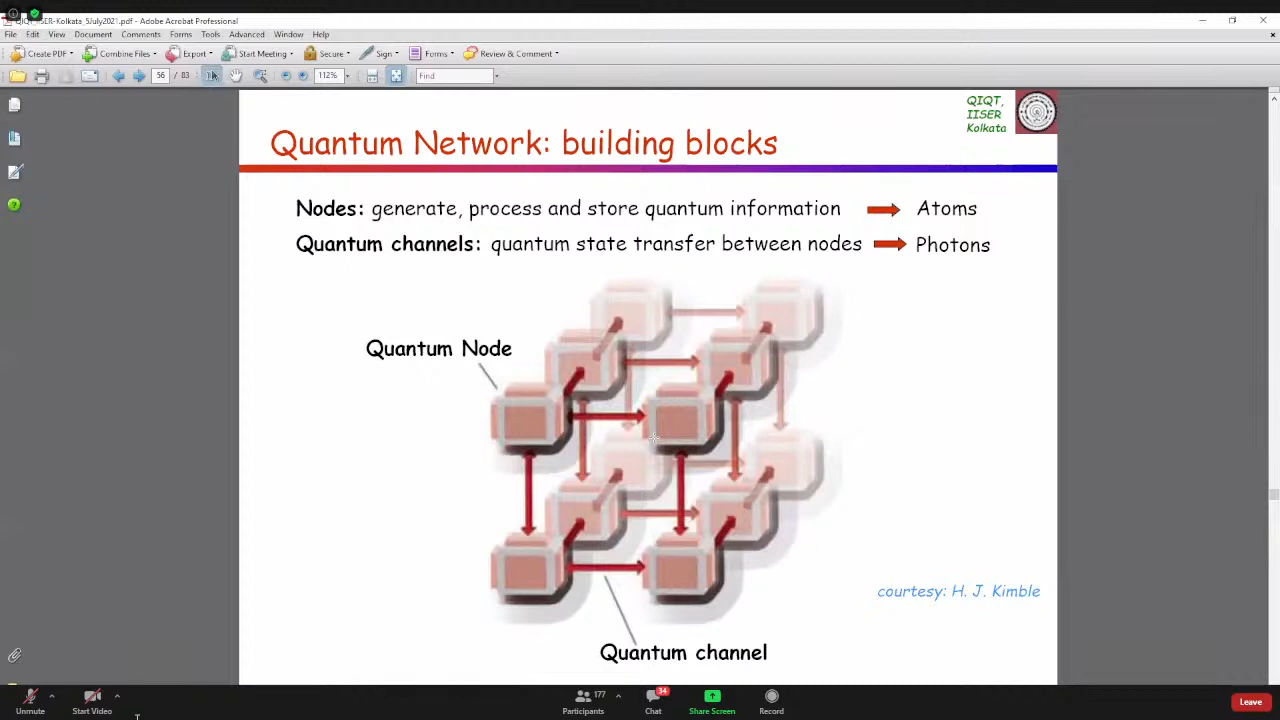 QIQT_IISER-Kolkata_5July2021.pdf - Adobe Acrobat Professional
File Edit View Document Comments Forms Tools Advanced Window Help
Create PDF Combine Files Export Start Meeting Secure Sign Forms Review & Comment
56 / 83 112% Find
QIQT,
IISER
Kolkata
Quantum Network: building blocks
Nodes: generate, process and store quantum information Atoms
Quantum channels: quantum state transfer between nodes Photons
Quantum Node
courtesy: H. J. Kimble
Quantum channel
Unmute Start Video 177 Participants 34 Chat Share Screen Record Leave